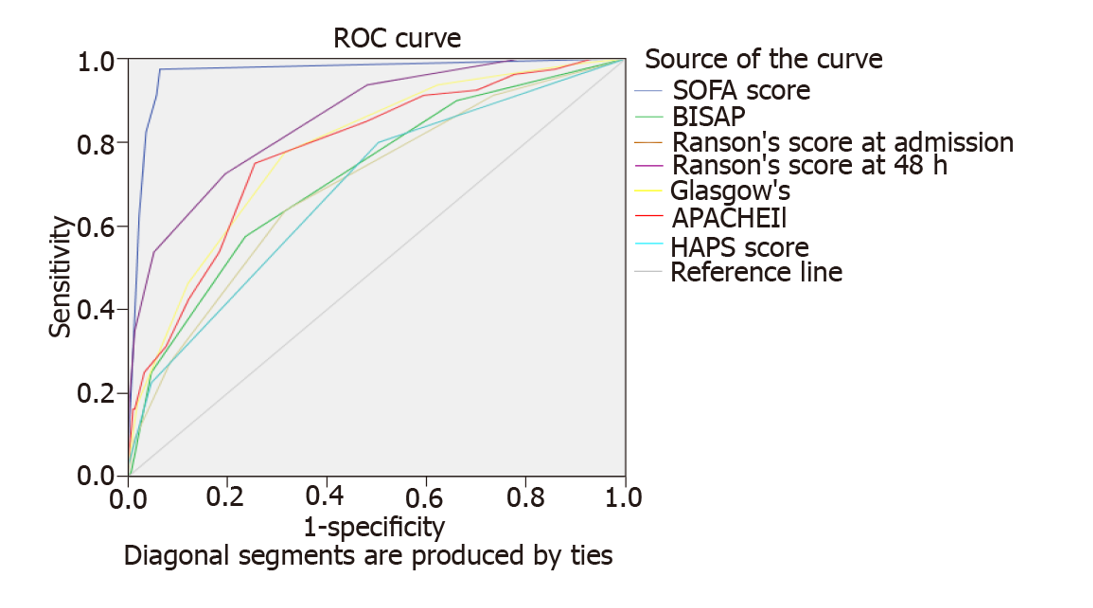 ROC curve
Source of the curve
SOFA score
BISAP
Ranson's score at admission
Ranson's score at 48 h
Glasgow's
APACHEIl
HAPS score
Reference line
Sensitivity
1.0
0.8
0.6
0.4
0.2
0.0
0.0 0.2 0.4 0.6 0.8 1.0
1-specificity
Diagonal segments are produced by ties